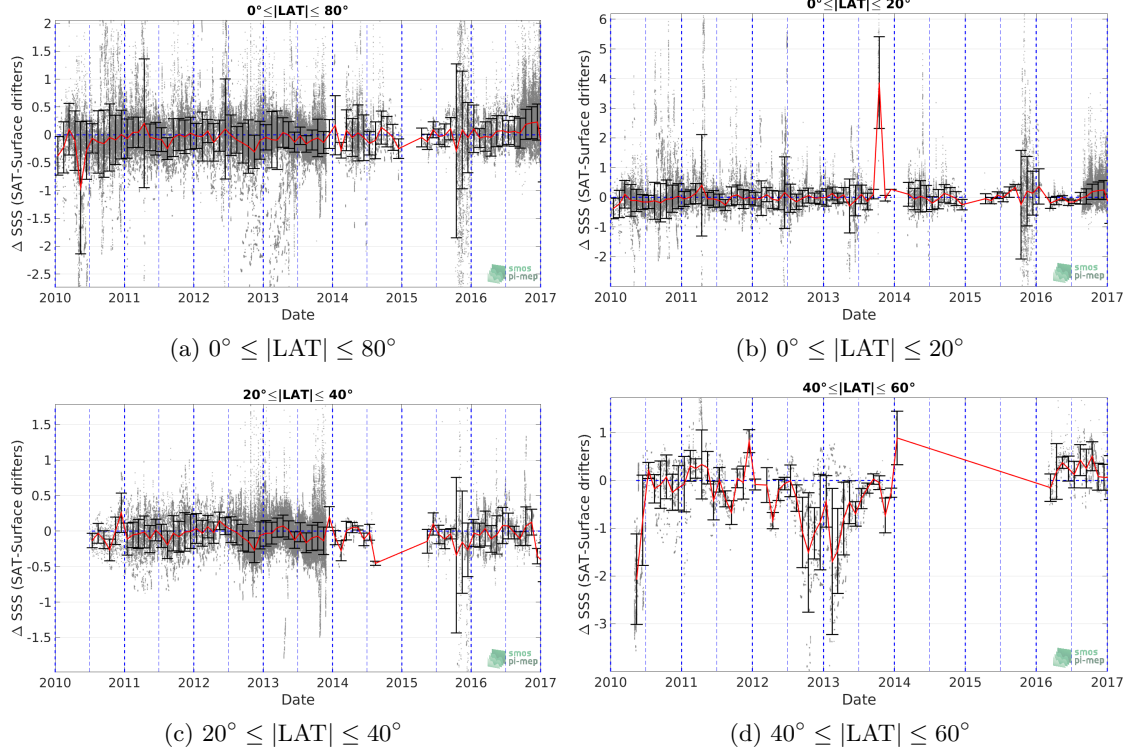 0°≤|LAT|≤ 80°
Δ SSS (SAT-Surface drifters)
2
1.5
1
0.5
0
-0.5
-1
-1.5
-2
-2.5
smos
pi-mep
2010 2011 2012 2013 2014 2015 2016 2017
Date
(a) 0° ≤ |LAT| ≤ 80°
0°≤|LAT|≤ 20°
Δ SSS (SAT-Surface drifters)
6
5
4
3
2
1
0
-1
-2
smos
pi-mep
2010 2011 2012 2013 2014 2015 2016 2017
Date
(b) 0° ≤ |LAT| ≤ 20°
20°≤|LAT|≤ 40°
Δ SSS (SAT-Surface drifters)
1.5
1
0.5
0
-0.5
-1
-1.5
smos
pi-mep
2010 2011 2012 2013 2014 2015 2016 2017
Date
(c) 20° ≤ |LAT| ≤ 40°
40°≤|LAT|≤ 60°
Δ SSS (SAT-Surface drifters)
1
0
-1
-2
-3
smos
pi-mep
2010 2011 2012 2013 2014 2015 2016 2017
Date
(d) 40° ≤ |LAT| ≤ 60°